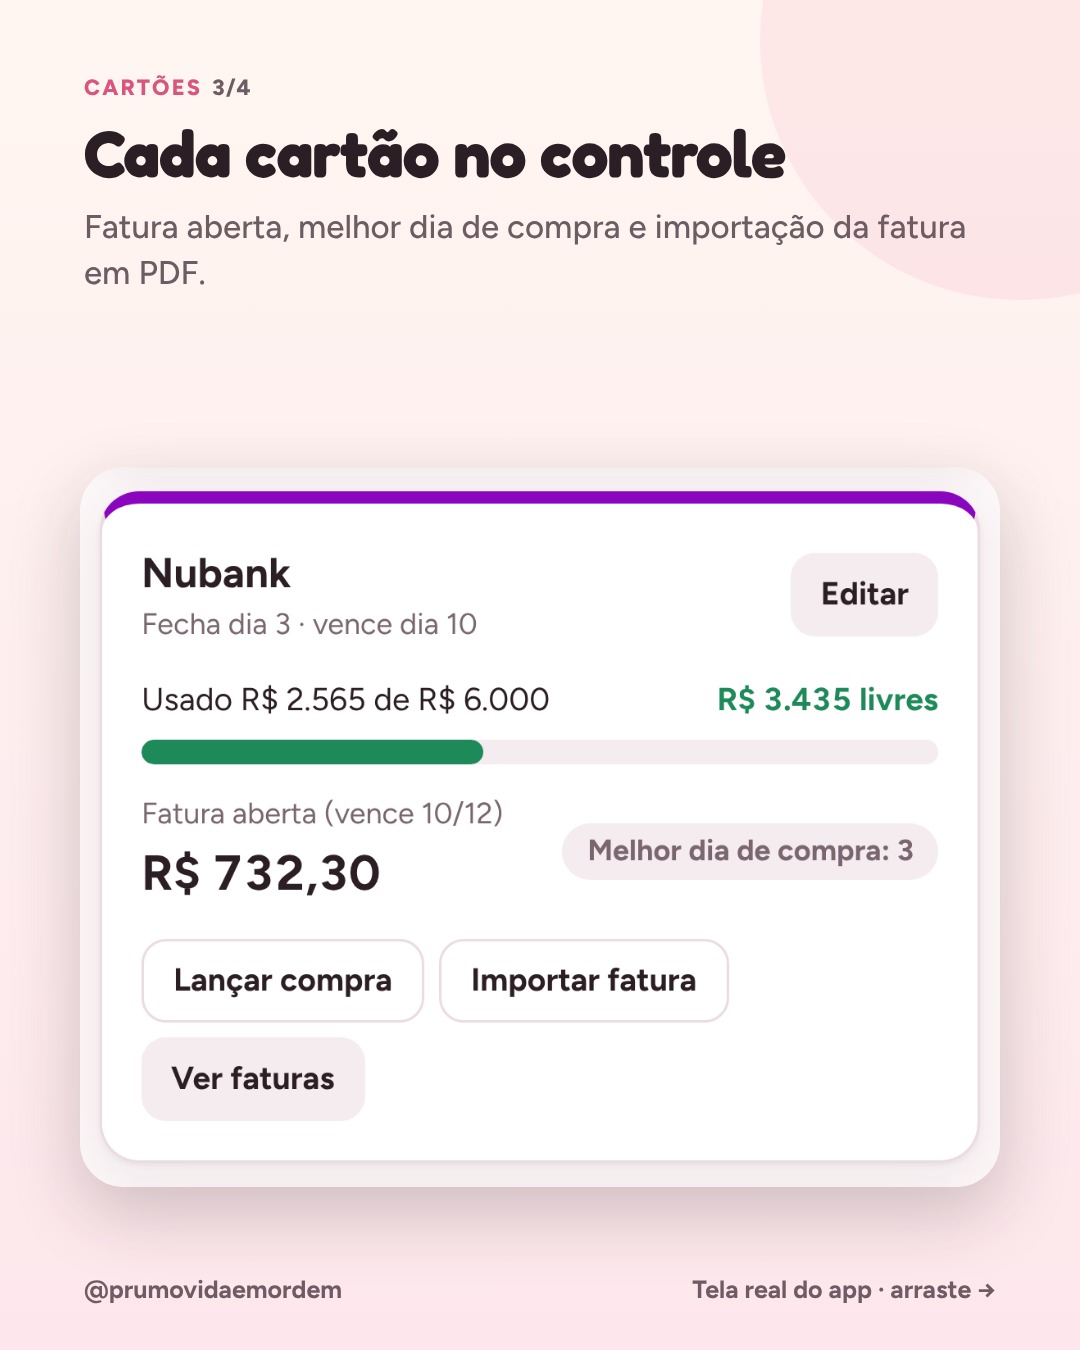 CARTÕES 3/4
Cada cartão no controle
Fatura aberta, melhor dia de compra e importação da fatura
em PDF.
Nubank
Editar
Fecha dia 3 · vence dia 10
Usado R$ 2.565 de R$ 6.000
R$ 3.435 livres
Fatura aberta (vence 10/12)
R$ 732,30
Melhor dia de compra: 3
Lançar compra
Importar fatura
Ver faturas
@prumovidaemordem
Tela real do app · arraste →